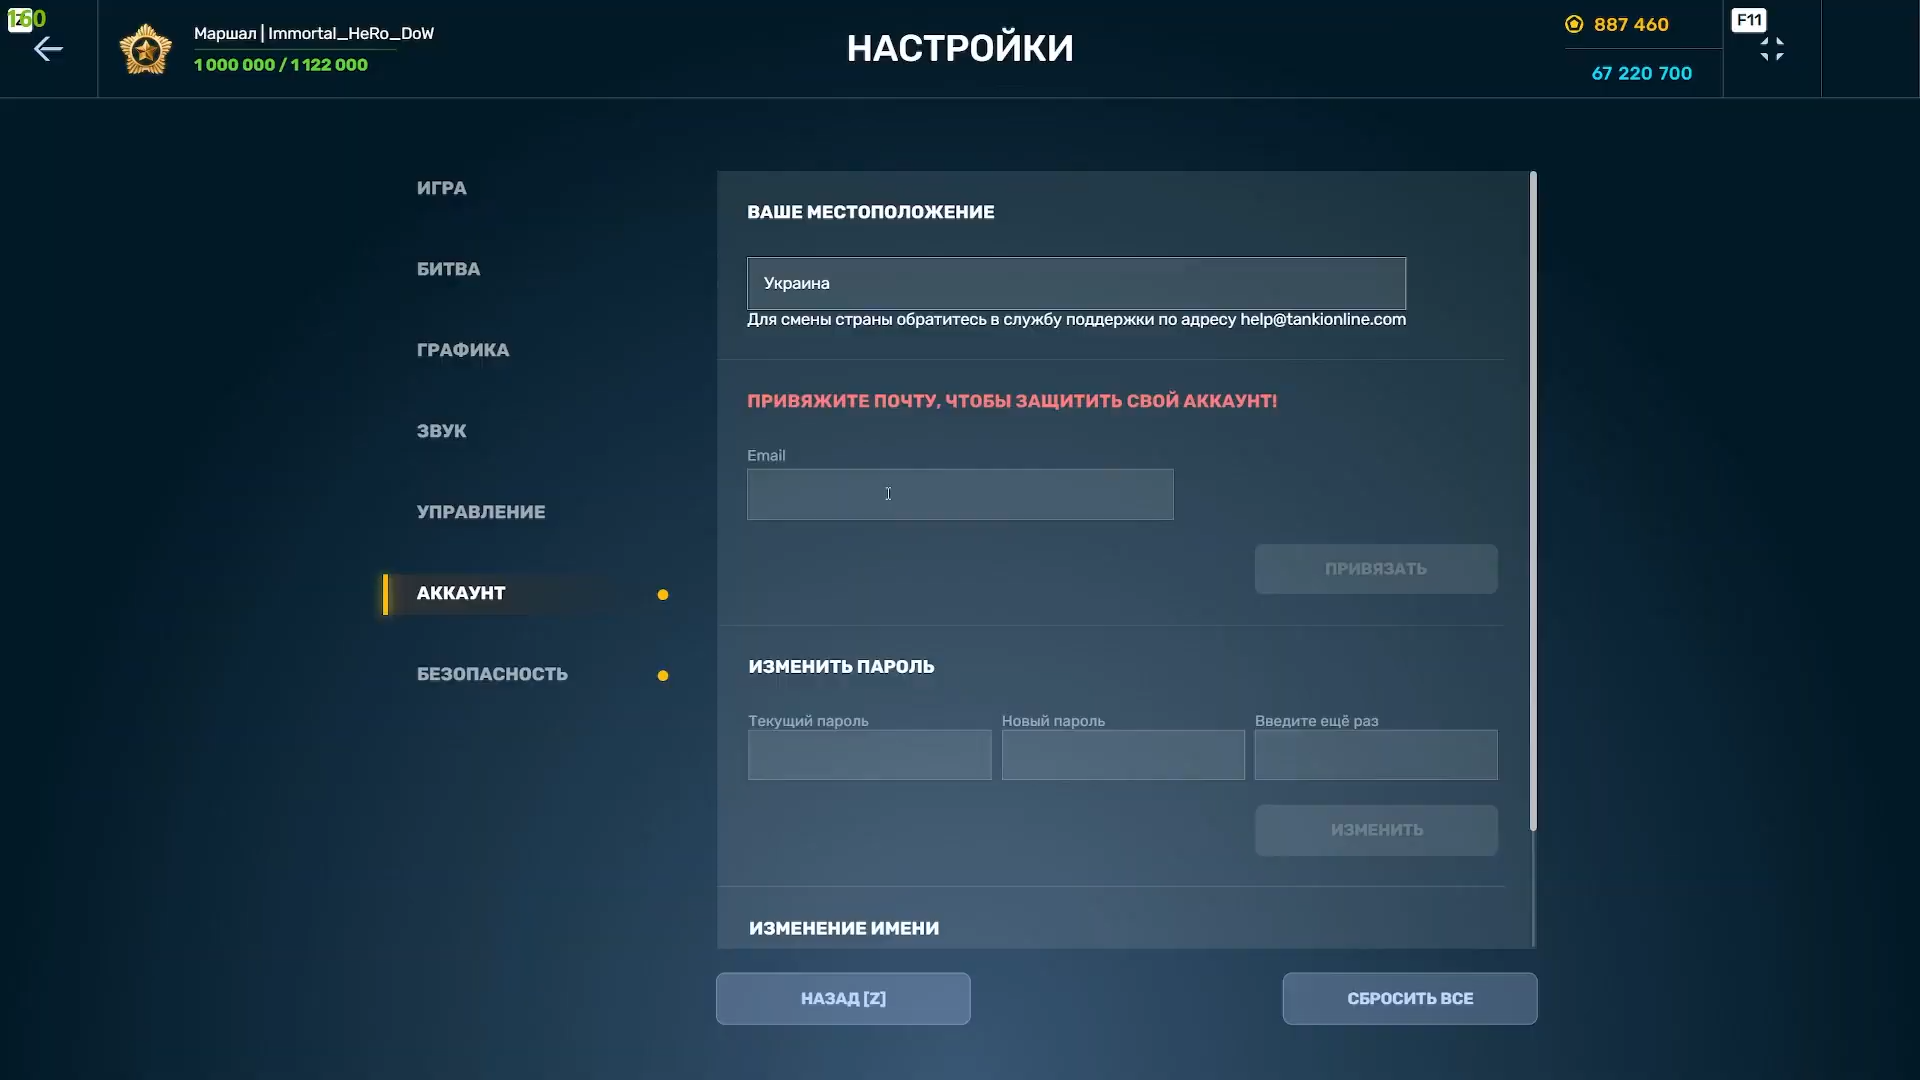 160
Маршал | Immortal_HeRo_DoW
1 000 000 / 1 122 000
НАСТРОЙКИ
887 460
67 220 700
F11
ИГРА
БИТВА
ГРАФИКА
ЗВУК
УПРАВЛЕНИЕ
АККАУНТ
БЕЗОПАСНОСТЬ
ВАШЕ МЕСТОПОЛОЖЕНИЕ
Украина
Для смены страны обратитесь в службу поддержки по адресу help@tankionline.com
ПРИВЯЖИТЕ ПОЧТУ, ЧТОБЫ ЗАЩИТИТЬ СВОЙ АККАУНТ!
Email
ПРИВЯЗАТЬ
ИЗМЕНИТЬ ПАРОЛЬ
Текущий пароль
Новый пароль
Введите ещё раз
ИЗМЕНИТЬ
ИЗМЕНЕНИЕ ИМЕНИ
НАЗАД [Z]
СБРОСИТЬ ВСЕ